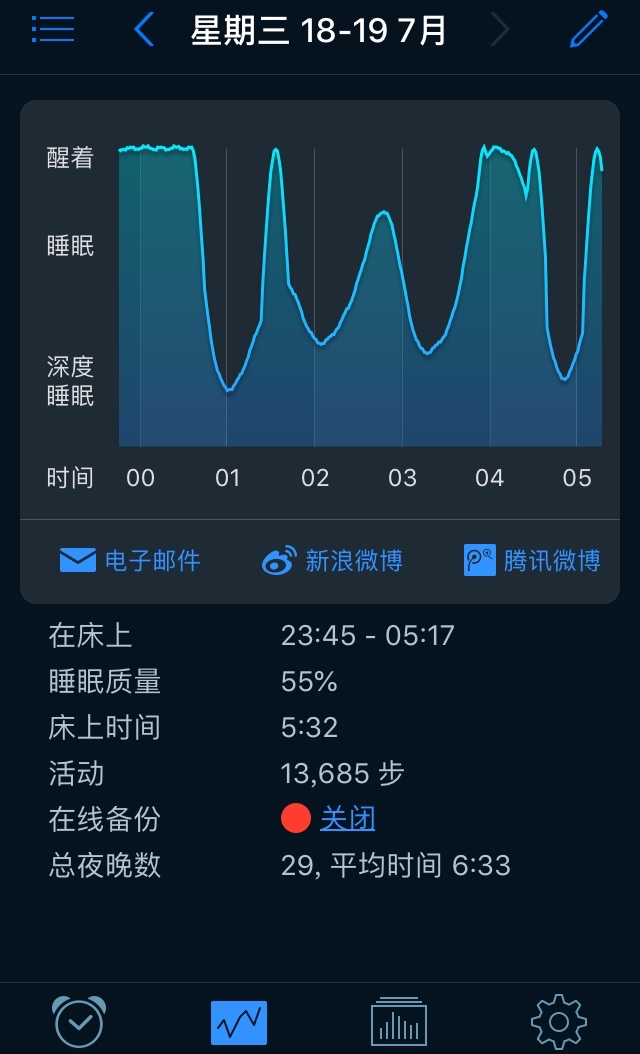 星期三 18-19 7月
醒着
睡眠
深度
睡眠
时间 00 01 02 03 04 05
电子邮件 新浪微博 腾讯微博
在床上 23:45 - 05:17
睡眠质量 55%
床上时间 5:32
活动 13,685 步
在线备份 关闭
总夜晚数 29, 平均时间 6:33